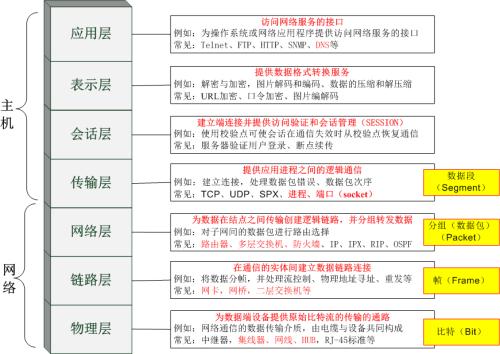 应用层
访问网络服务的接口
例如：为操作系统或网络应用程序提供访问网络服务的接口
常见：Telnet、FTP、HTTP、SNMP、DNS等
表示层
提供数据格式转换服务
例如：解密与加密，图片解码和编码、数据的压缩和解压缩
常见：URL加密、口令加密、图片编解码
主机
会话层
建立端连接并提供访问验证和会话管理（SESSION）
例如：使用校验点可使会话在通信失效时从校验点恢复通信
常见：服务器验证用户登录、断点续传
传输层
提供应用进程之间的逻辑通信
例如：建立连接，处理数据包错误、数据包次序
常见：TCP、UDP、SPX、进程、端口（socket）
数据段
（Segment）
网络层
为数据在结点之间传输创建逻辑链路，并分组转发数据
例如：对子网间的数据包进行路由选择
常见：路由器、多层交换机、防火墙、IP、IPX、RIP、OSPF
分组（数据包）
（Packet）
网络
链路层
在通信的实体间建立数据链路连接
例如：将数据分帧，并处理流控制、物理地址寻址、重发等
常见：网卡，网桥，二层交换机等
帧（Frame）
物理层
为数据端设备提供原始比特流的传输的通路
例如：网络通信的数据传输介质，由电缆与设备共同构成
常见：中继器，集线器、网线、HUB，RJ-45标准等
比特（Bit）